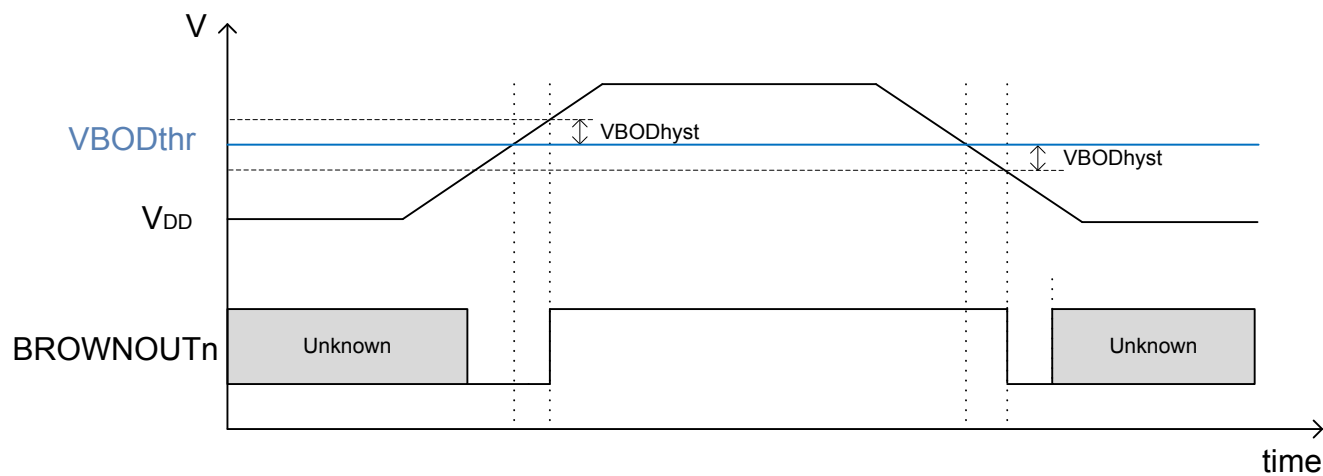 V
VBODthr
VBODhyst
VBODhyst
VDD
BROWNOUTn
Unknown
Unknown
time